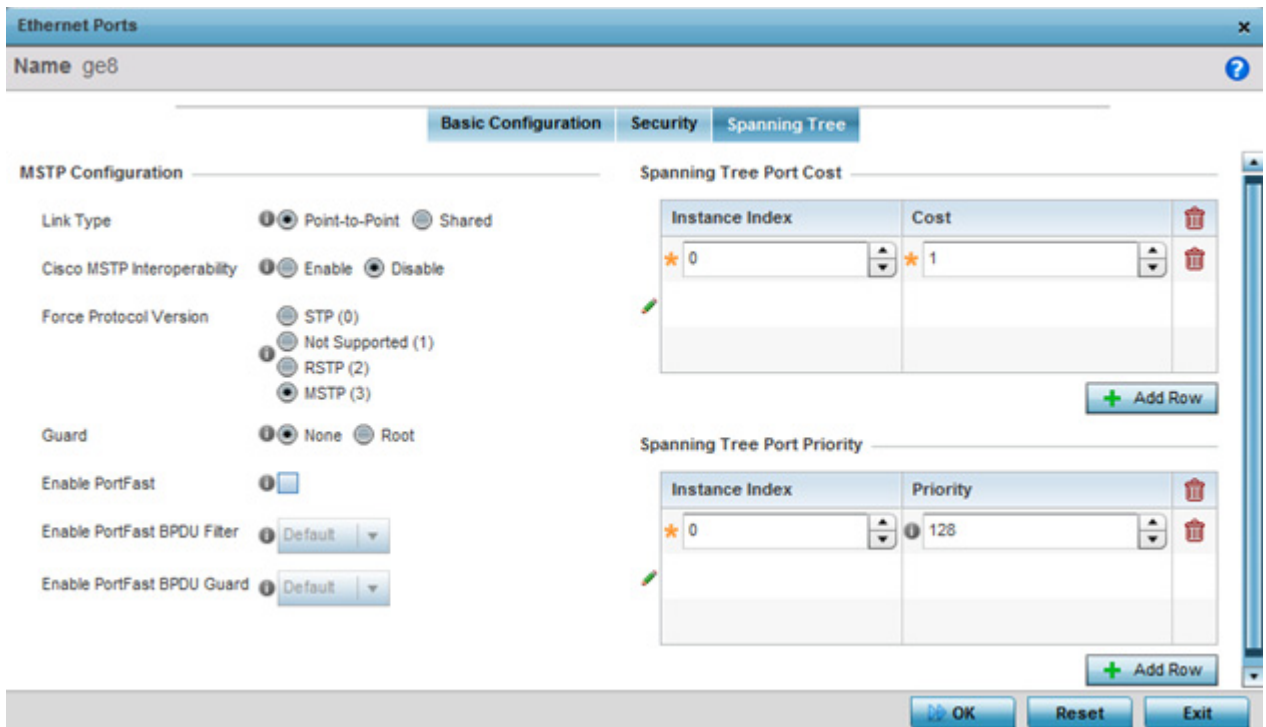 Ethernet Ports
Name ge8
Basic Configuration Security Spanning Tree
MSTP Configuration
Link Type Point-to-Point Shared
Cisco MSTP Interoperability Enable Disable
Force Protocol Version STP (0)
Not Supported (1)
RSTP (2)
MSTP (3)
Guard None Root
Enable PortFast
Enable PortFast BPDU Filter Default
Enable PortFast BPDU Guard Default
Spanning Tree Port Cost
Instance Index Cost
0 1
Add Row
Spanning Tree Port Priority
Instance Index Priority
0 128
Add Row
OK Reset Exit